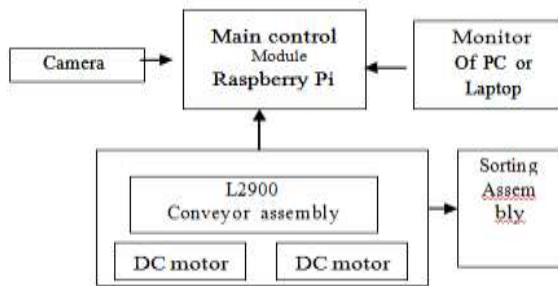 Main control
Module
Raspberry Pi
Camera
Monitor
Of PC or
Laptop
L2900
Conveyor assembly
DC motor
DC motor
Sorting
Assem
bly